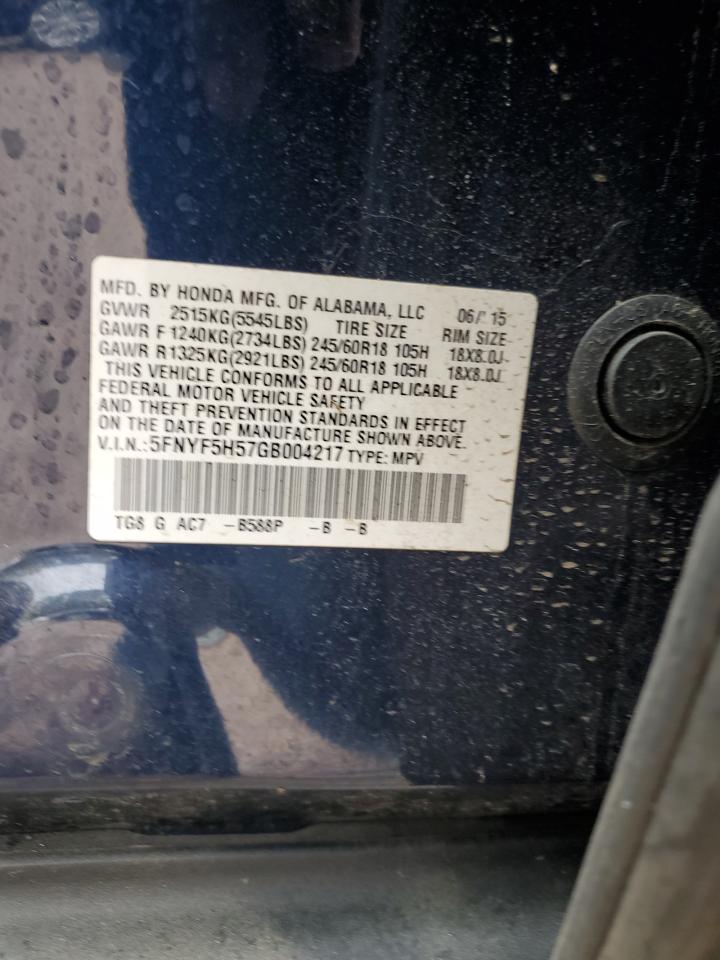 MFD. BY HONDA MFG. OF ALABAMA, LLC 06/ 15
GVWR 2515KG(5545LBS) TIRE SIZE RIM SIZE
GAWR F 1240KG(2734LBS) 245/60R18 105H 18X8.0J
GAWR R1325KG(2921LBS) 245/60R18 105H 18X8.0J
THIS VEHICLE CONFORMS TO ALL APPLICABLE
FEDERAL MOTOR VEHICLE SAFETY
AND THEFT PREVENTION STANDARDS IN EFFECT
ON THE DATE OF MANUFACTURE SHOWN ABOVE.
V.I.N.:5FNYF5H57GB004217 TYPE: MPV
TG8 G AC7 -B588P -B -B